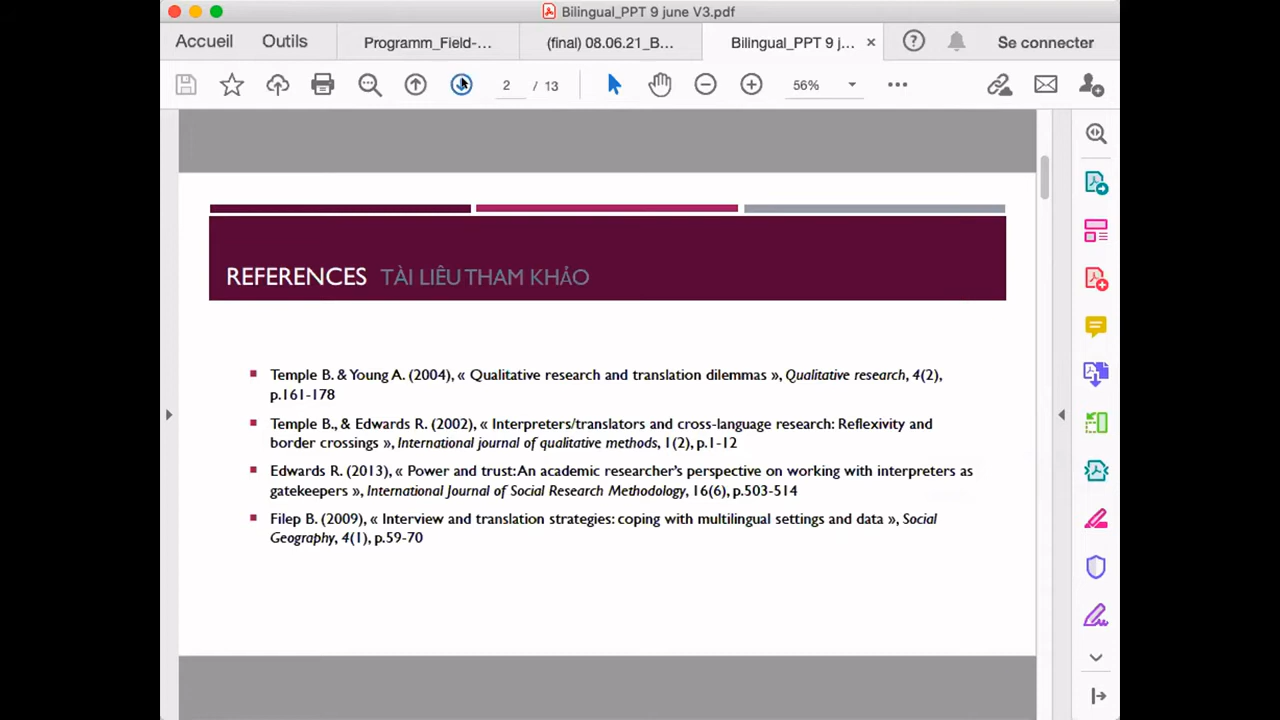 Bilingual_PPT 9 june V3.pdf
Accueil Outils Programm_Field-... (final) 08.06.21_B... Bilingual_PPT 9 j... × ? Se connecter
2 / 13 56%
REFERENCES TÀI LIÊU THAM KHẢO
Temple B. & Young A. (2004), « Qualitative research and translation dilemmas », Qualitative research, 4(2),
p.161-178
Temple B., & Edwards R. (2002), « Interpreters/translators and cross-language research: Reflexivity and
border crossings », International journal of qualitative methods, 1(2), p.1-12
Edwards R. (2013), « Power and trust: An academic researcher's perspective on working with interpreters as
gatekeepers », International Journal of Social Research Methodology, 16(6), p.503-514
Filep B. (2009), « Interview and translation strategies: coping with multilingual settings and data », Social
Geography, 4(1), p.59-70